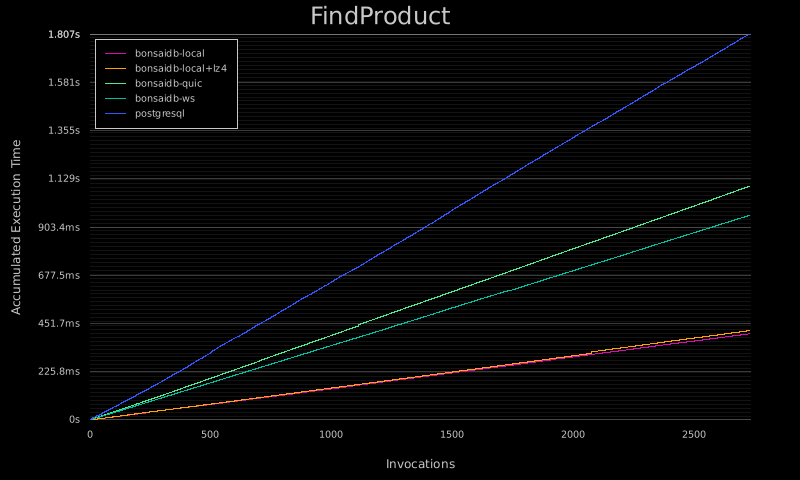 FindProduct
1.807s
1.581s
1.355s
1.129s
903.4ms
677.5ms
451.7ms
225.8ms
0s
Accumulated Execution Time
bonsaidb-local
bonsaidb-local+lz4
bonsaidb-quic
bonsaidb-ws
postgresql
0 500 1000 1500 2000 2500
Invocations